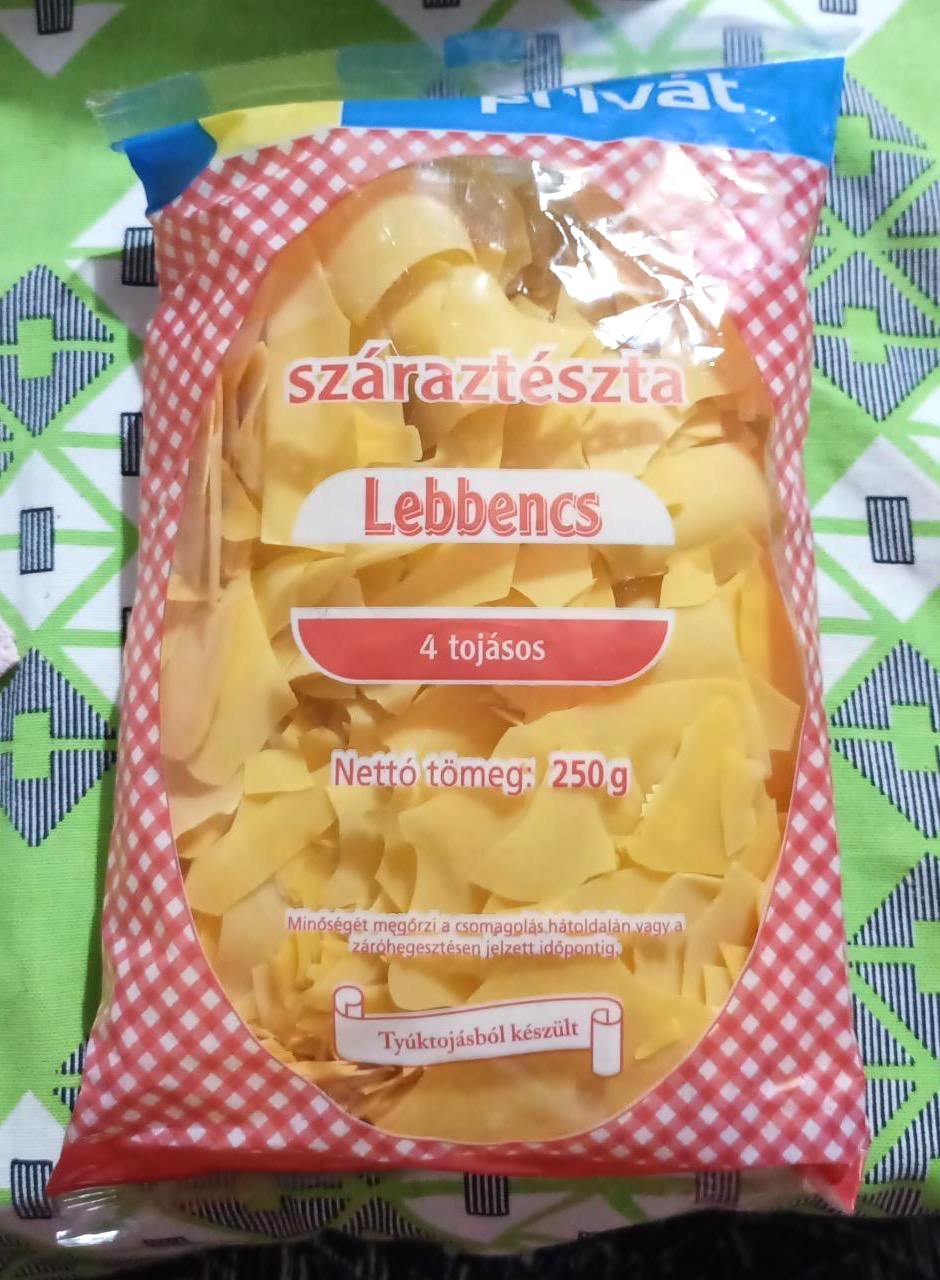 privát
száraztészta
Lebbencs
4 tojásos
Nettó tömeg: 250g
Minőségét megőrzi a csomagolás hátoldalán vagy a
záróhegesztésen jelzett időpontig.
Tyúktojásból készült